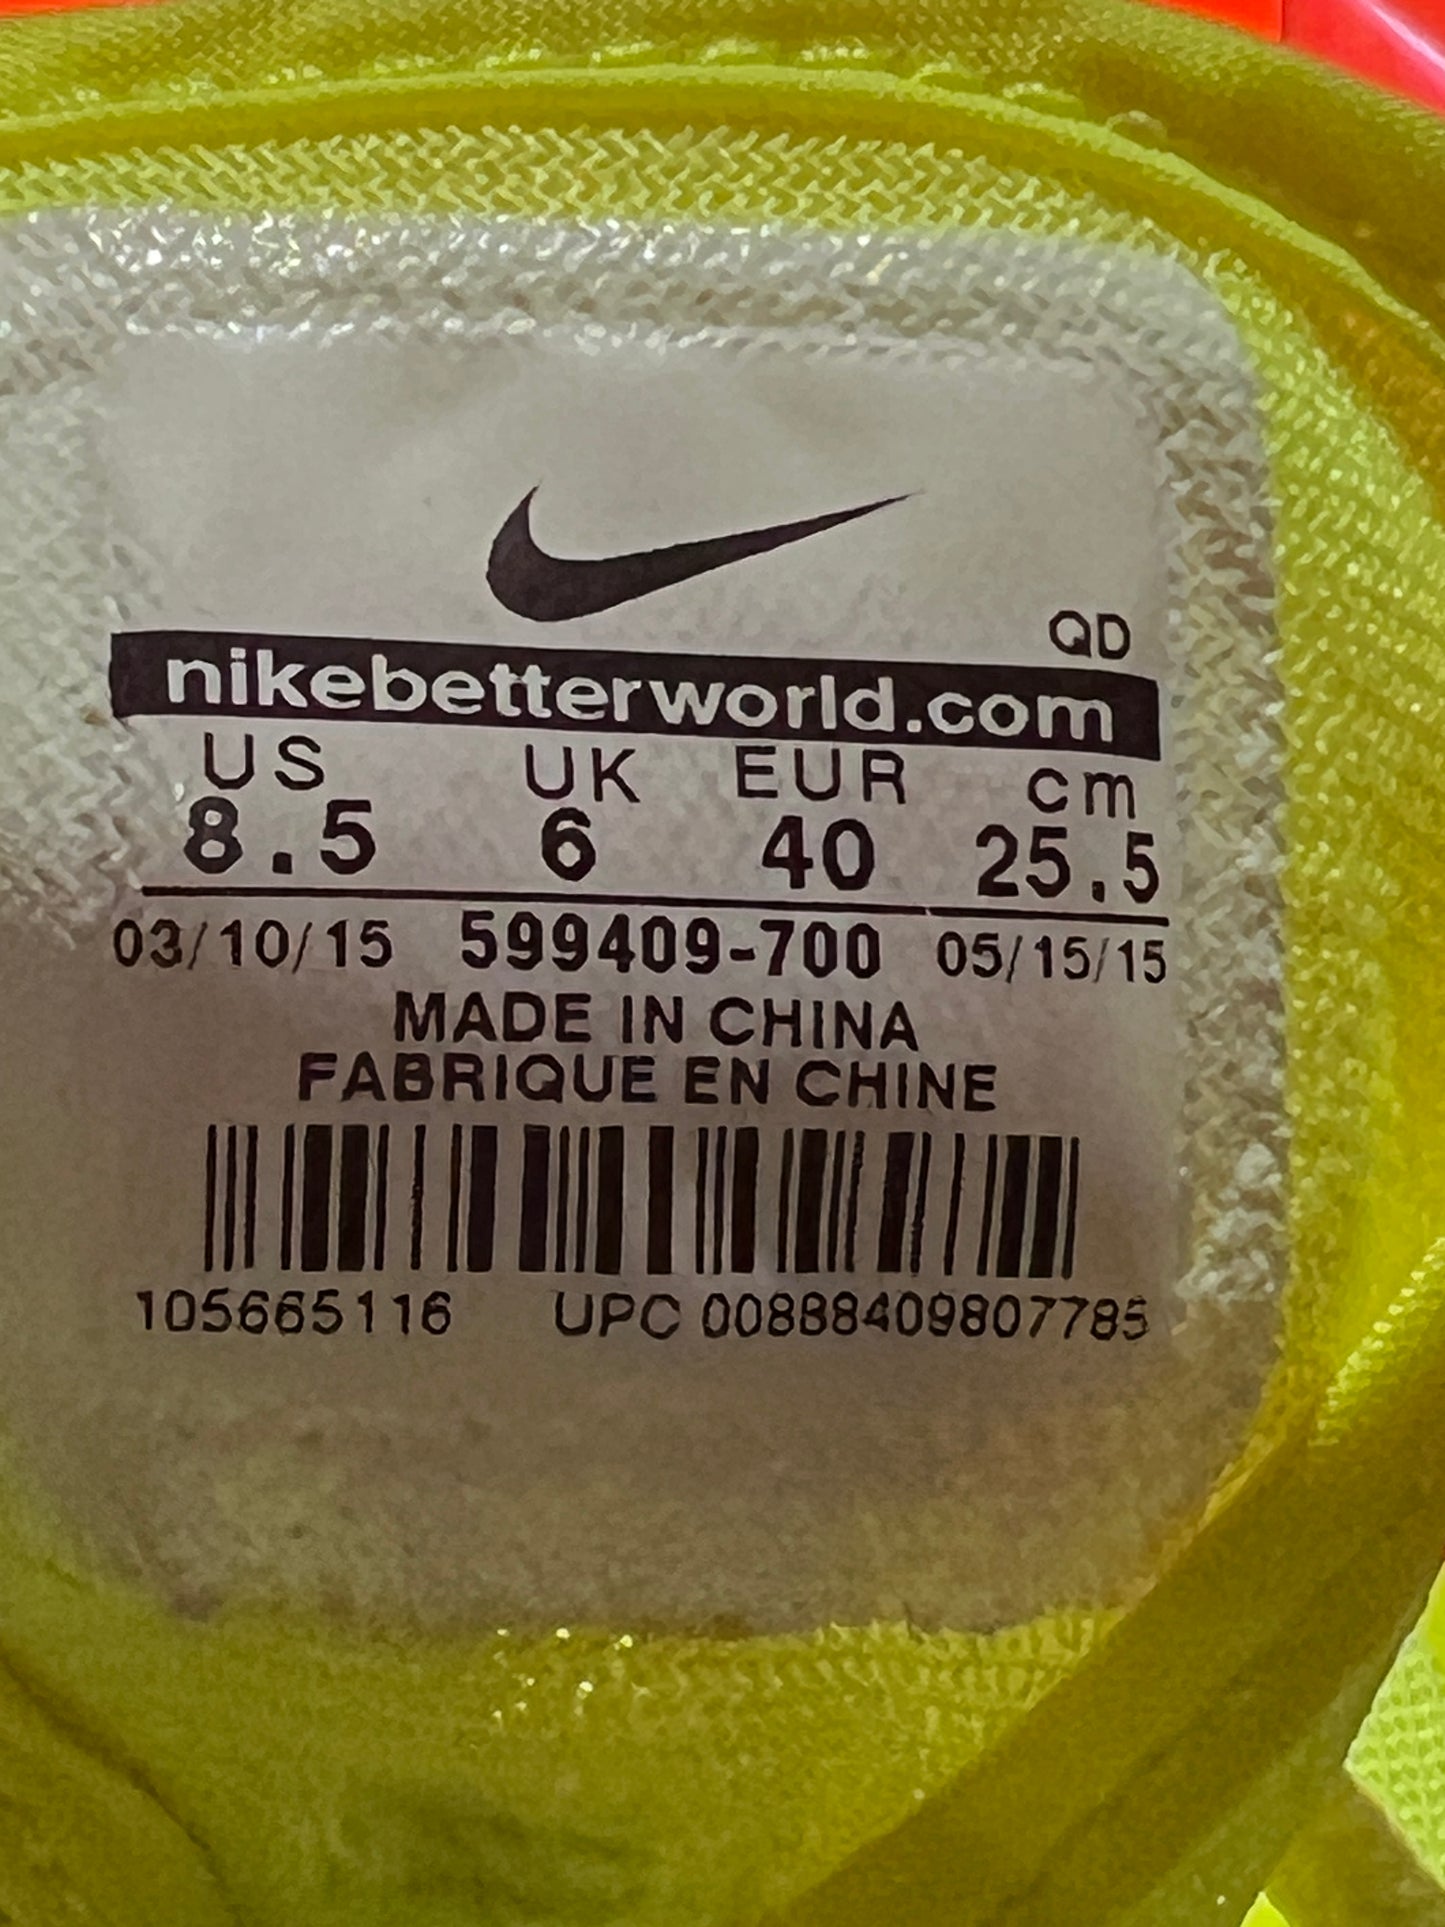 QD
nikebetterworld.com
US UK EUR cm
8.5 6 40 25.5
03/10/15 599409-700 05/15/15
MADE IN CHINA
FABRIQUE EN CHINE
105665116 UPC 00888409807785